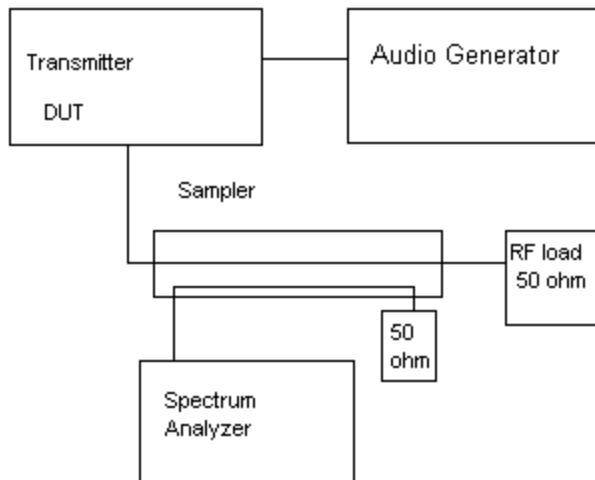 Transmitter
DUT
Audio Generator
Sampler
RF load
50 ohm
50
ohm
Spectrum
Analyzer